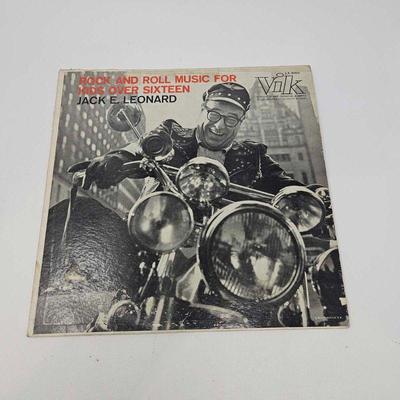 ROCK AND ROLL MUSIC FOR
KIDS OVER SIXTEEN
JACK E. LEONARD
Vik